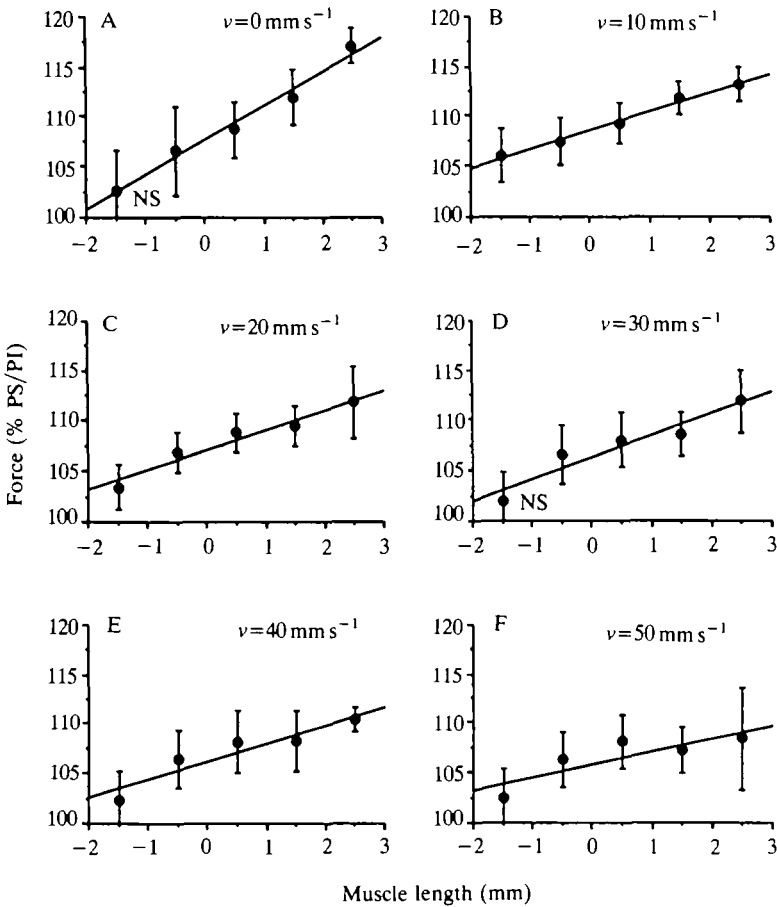 A
v=0 mm s⁻¹
120
115
110
105
100
NS
−2 −1 0 1 2 3
B
v=10 mm s⁻¹
120
115
110
105
100
−2 −1 0 1 2 3
C
v=20 mm s⁻¹
120
115
110
105
100
−2 −1 0 1 2 3
D
v=30 mm s⁻¹
120
115
110
105
100
NS
−2 −1 0 1 2 3
E
v=40 mm s⁻¹
120
115
110
105
100
−2 −1 0 1 2 3
F
v=50 mm s⁻¹
120
115
110
105
100
−2 −1 0 1 2 3
Force (% PS/PI)
Muscle length (mm)